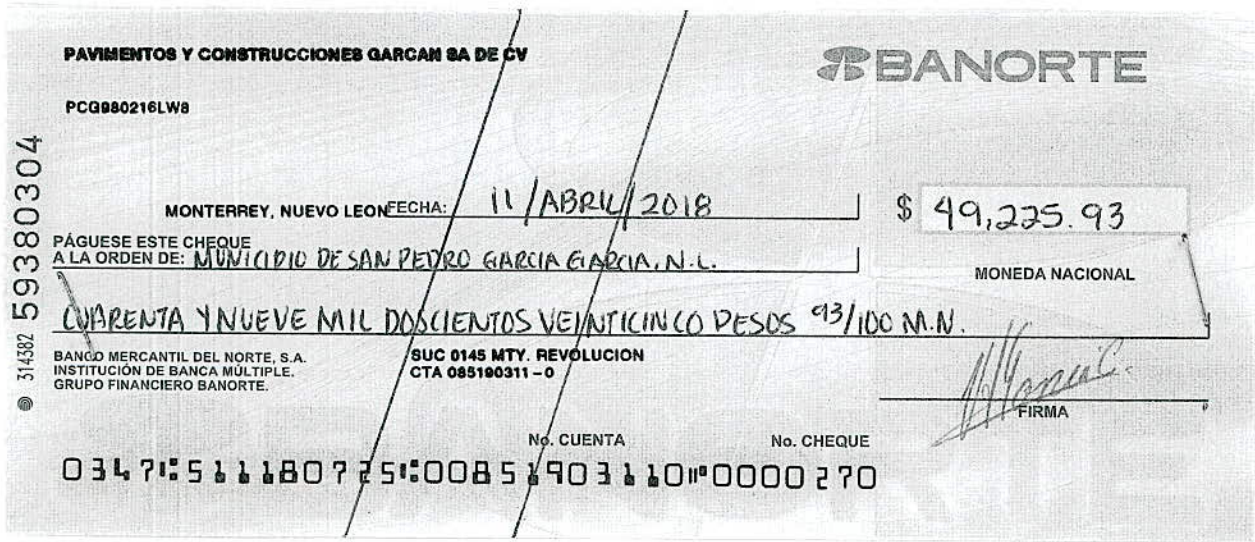 PAVIMENTOS Y CONSTRUCCIONES GARCAN SA DE CV
BANORTE
PCG980216LW8
MONTERREY, NUEVO LEON FECHA: 11/ABRIL/2018
$ 49,225.93
PÁGUESE ESTE CHEQUE
A LA ORDEN DE: MUNICIPIO DE SAN PEDRO GARCIA GARCIA, N.L.
MONEDA NACIONAL
CUARENTA Y NUEVE MIL DOSCIENTOS VEINTICINCO PESOS 93/100 M.N.
BANCO MERCANTIL DEL NORTE, S.A.
INSTITUCIÓN DE BANCA MÚLTIPLE.
GRUPO FINANCIERO BANORTE.
SUC 0145 MTY. REVOLUCION
CTA 085190311-0
FIRMA
No. CUENTA
No. CHEQUE
0347⑆511180725⑆00851903110⑈0000270
314382 59380304